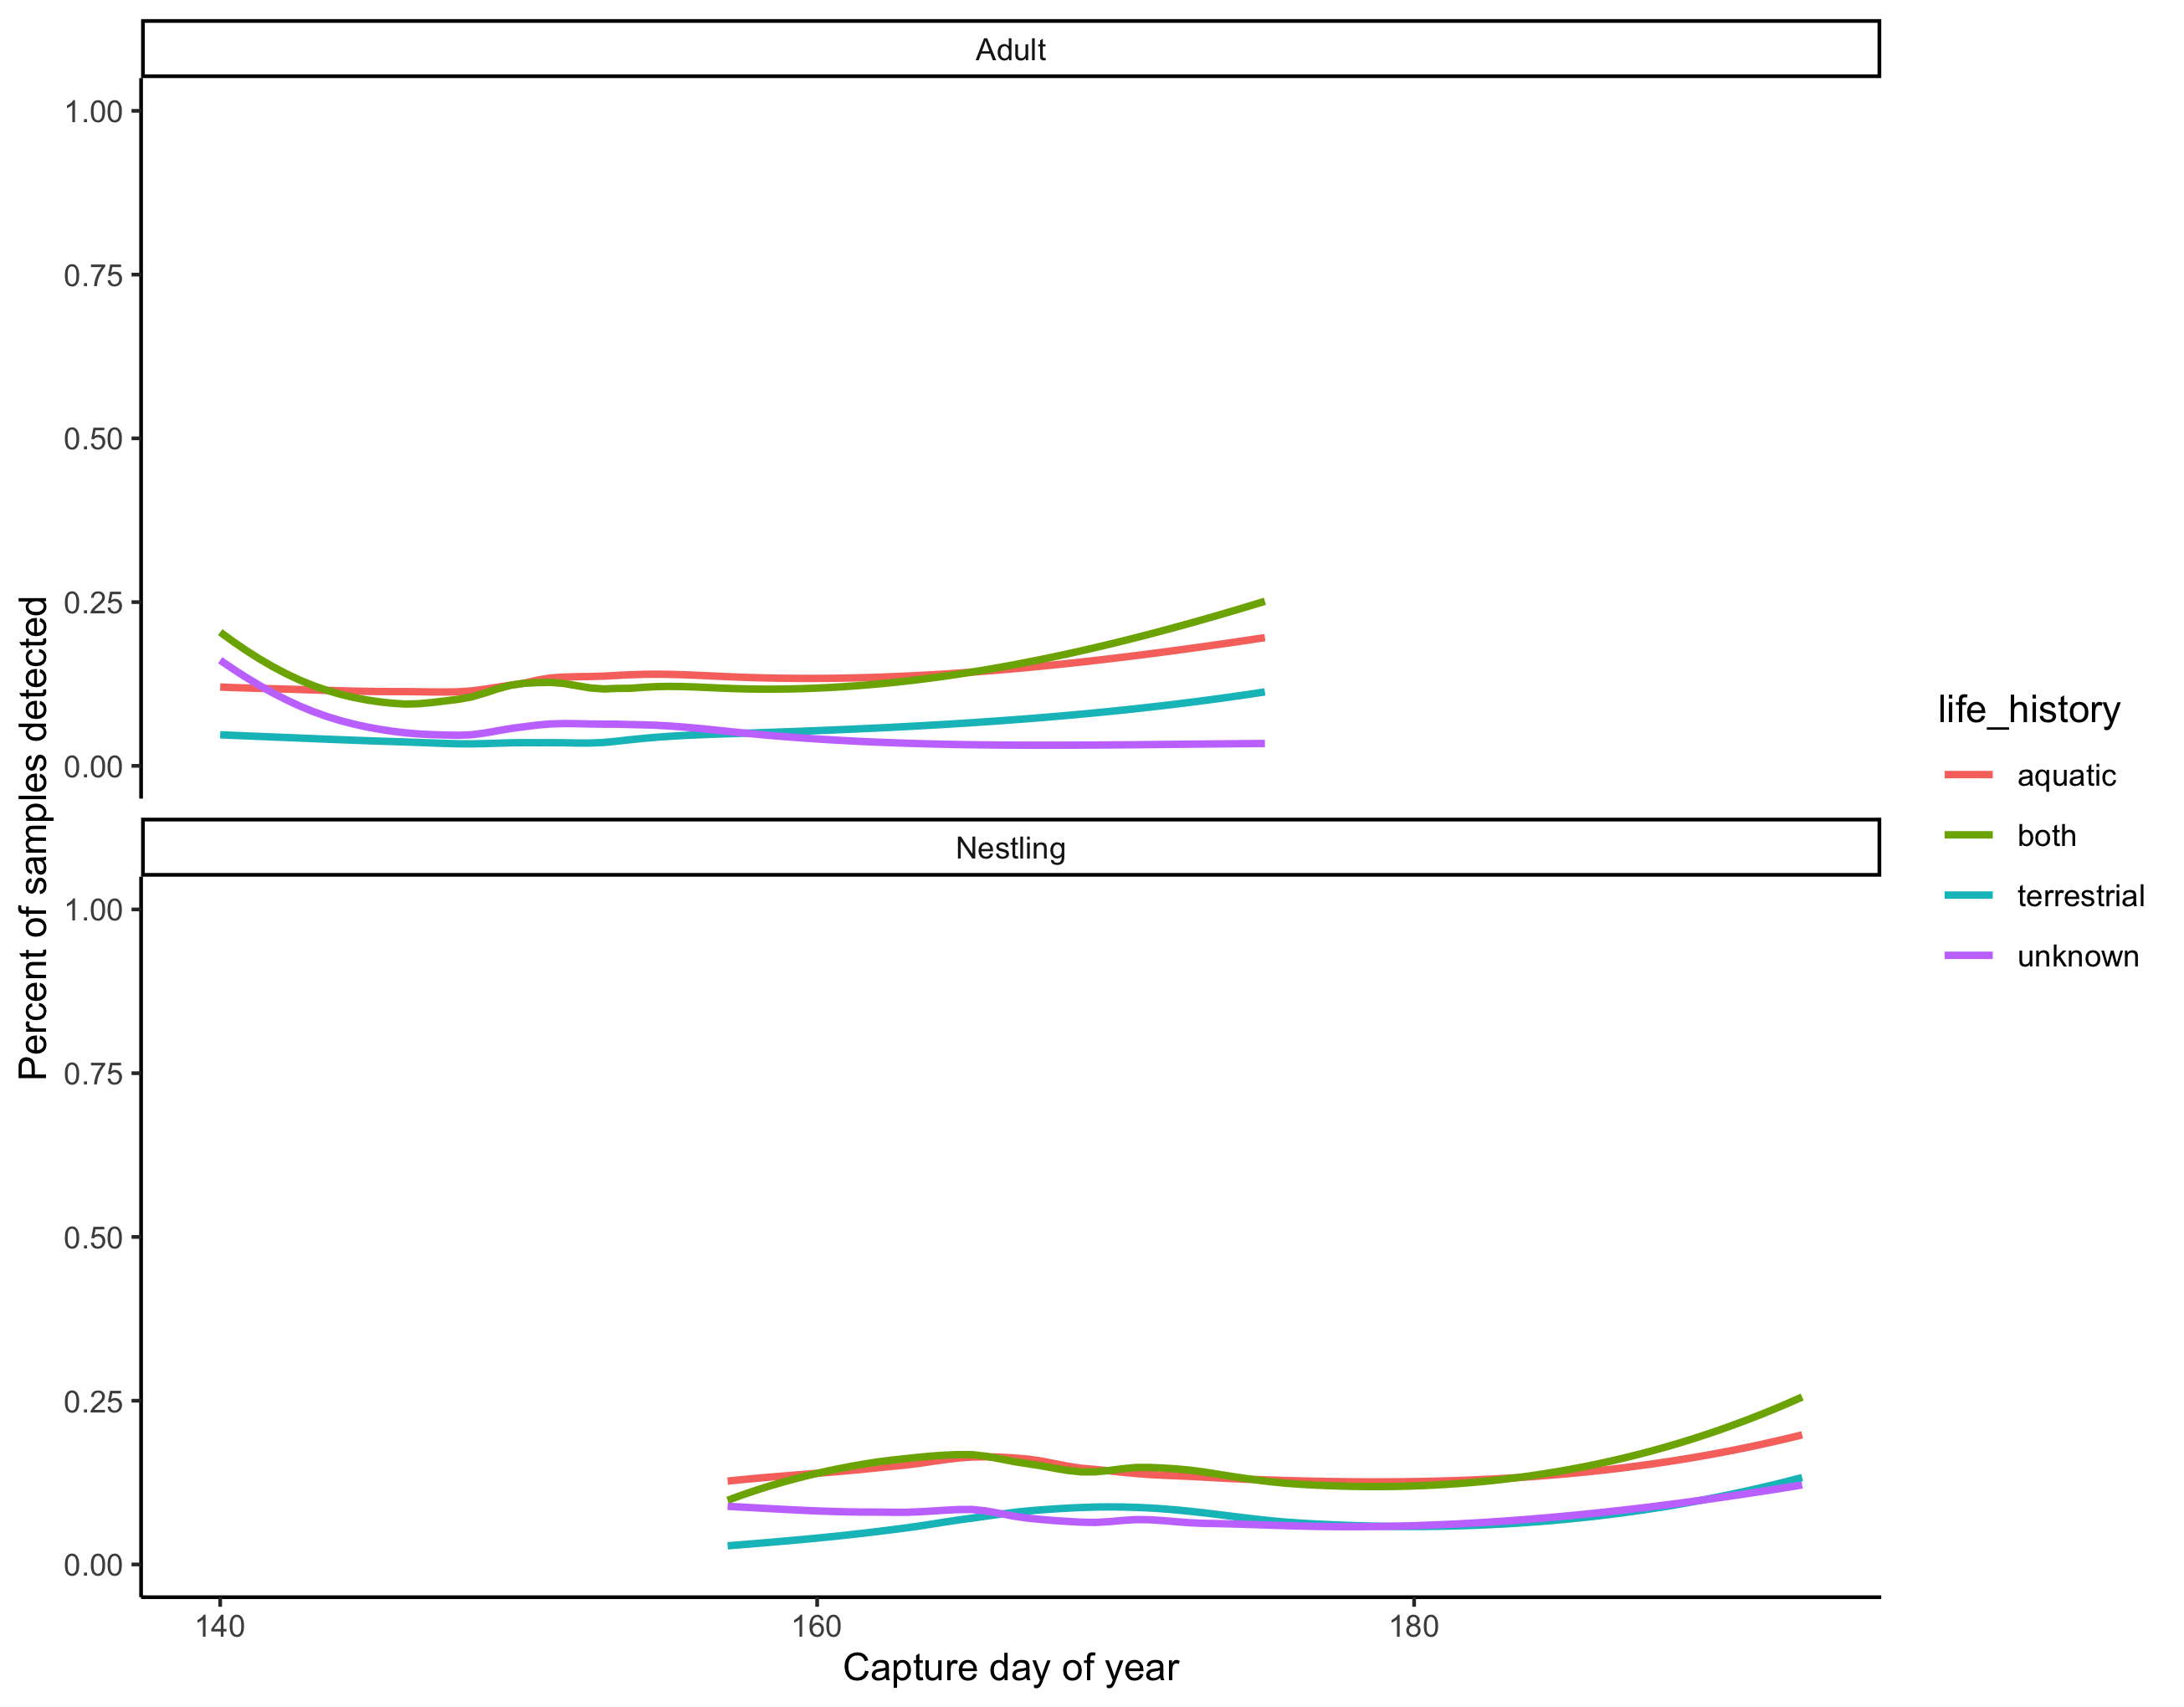 Adult
1.00
0.75
0.50
0.25
0.00
Nestling
1.00
0.75
0.50
0.25
0.00
140 160 180
Capture day of year
Percent of samples detected
life_history
aquatic
both
terrestrial
unknown